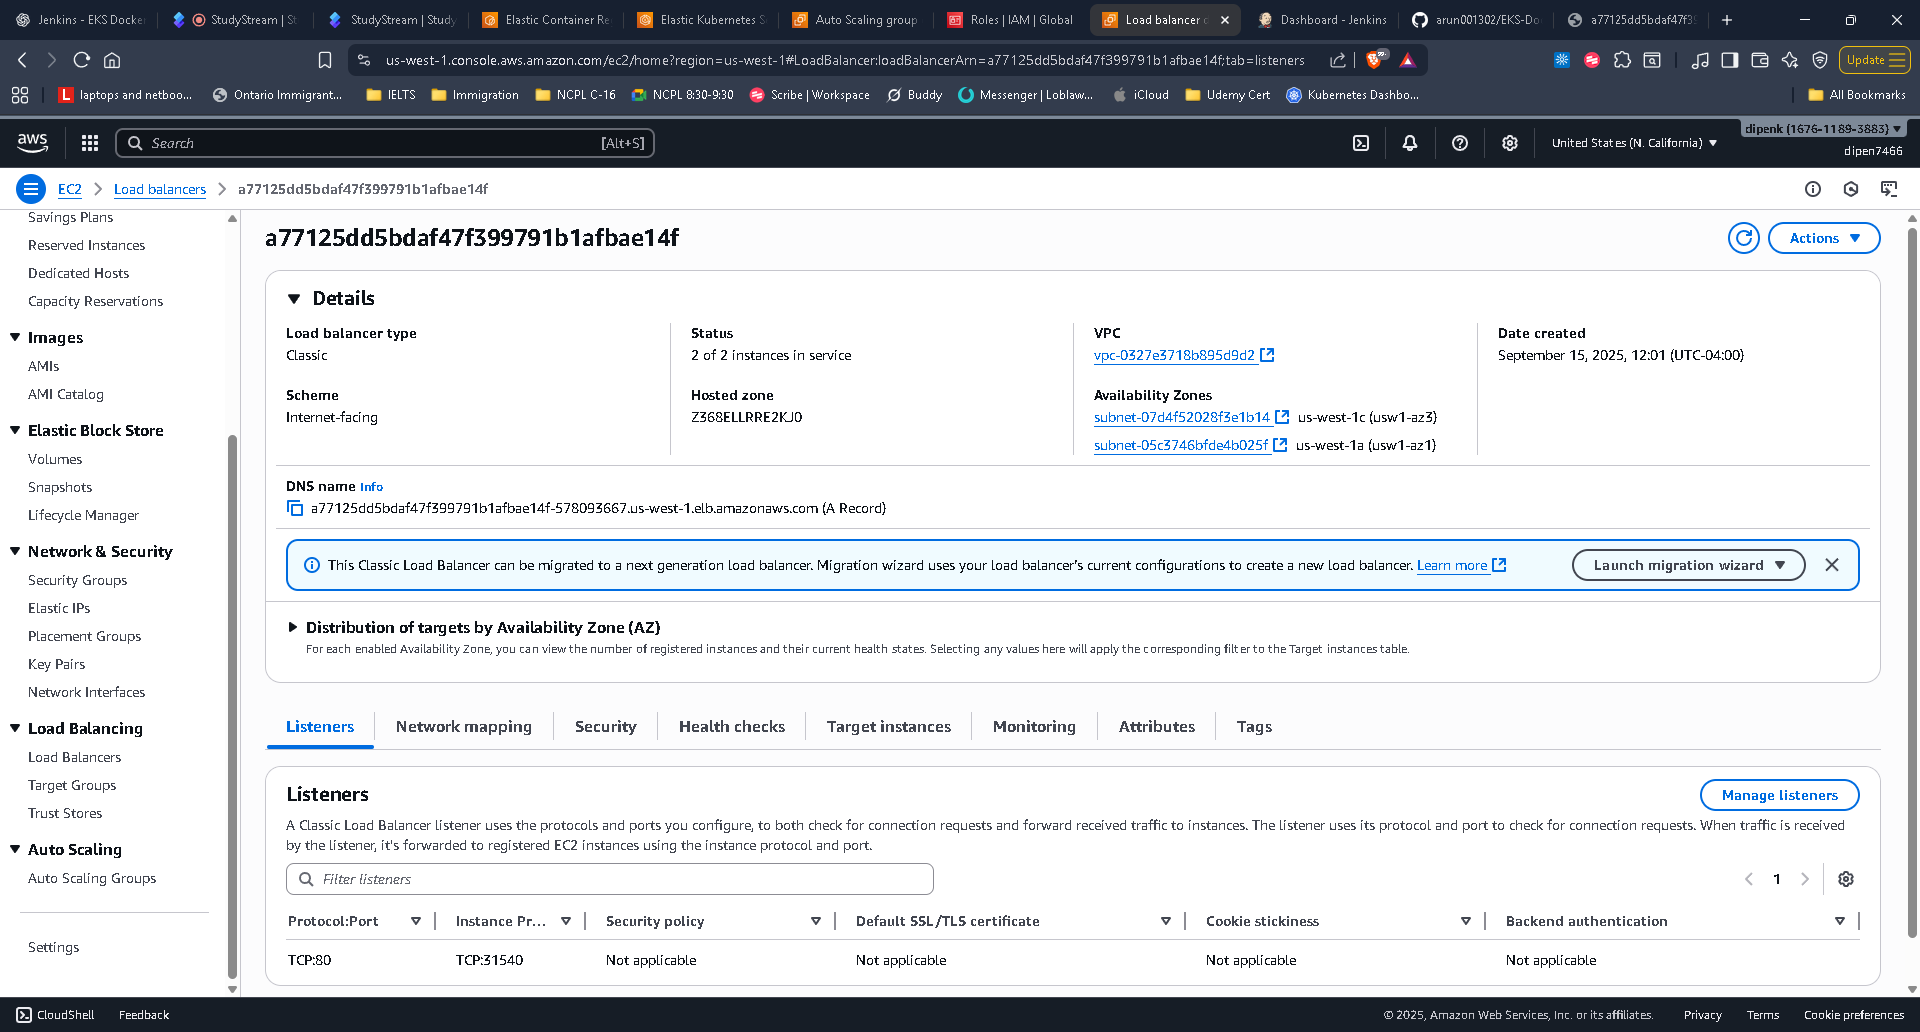 Jenkins - EKS Docker
StudyStream | St
StudyStream | Study
Elastic Container Re
Elastic Kubernetes S
Auto Scaling group
Roles | IAM | Global
Load balancer d
Dashboard - Jenkins
arun001302/EKS-Do
a77125dd5bdaf47f39
us-west-1.console.aws.amazon.com/ec2/home?region=us-west-1#LoadBalancer:loadBalancerArn=a77125dd5bdaf47f399791b1afbae14f;tab=listeners
Update
laptops and netboo...
Ontario Immigrant...
IELTS
Immigration
NCPL C-16
NCPL 8:30-9:30
Scribe | Workspace
Buddy
Messenger | Loblaw...
iCloud
Udemy Cert
Kubernetes Dashbo...
All Bookmarks
aws
Search
[Alt+S]
United States (N. California)
dipenk (1676-1189-3883)
dipen7466
EC2
Load balancers
a77125dd5bdaf47f399791b1afbae14f
Savings Plans
Reserved Instances
Dedicated Hosts
Capacity Reservations
Images
AMIs
AMI Catalog
Elastic Block Store
Volumes
Snapshots
Lifecycle Manager
Network & Security
Security Groups
Elastic IPs
Placement Groups
Key Pairs
Network Interfaces
Load Balancing
Load Balancers
Target Groups
Trust Stores
Auto Scaling
Auto Scaling Groups
Settings
a77125dd5bdaf47f399791b1afbae14f
Actions
Details
Load balancer type
Classic
Status
2 of 2 instances in service
VPC
vpc-0327e3718b895d9d2
Date created
September 15, 2025, 12:01 (UTC-04:00)
Scheme
Internet-facing
Hosted zone
Z368ELLRRE2KJ0
Availability Zones
subnet-07d4f52028f3e1b14 us-west-1c (usw1-az3)
subnet-05c3746bfde4b025f us-west-1a (usw1-az1)
DNS name Info
a77125dd5bdaf47f399791b1afbae14f-578093667.us-west-1.elb.amazonaws.com (A Record)
This Classic Load Balancer can be migrated to a next generation load balancer. Migration wizard uses your load balancer's current configurations to create a new load balancer. Learn more
Launch migration wizard
Distribution of targets by Availability Zone (AZ)
For each enabled Availability Zone, you can view the number of registered instances and their current health states. Selecting any values here will apply the corresponding filter to the Target instances table.
Listeners
Network mapping
Security
Health checks
Target instances
Monitoring
Attributes
Tags
Listeners
Manage listeners
A Classic Load Balancer listener uses the protocols and ports you configure, to both check for connection requests and forward received traffic to instances. The listener uses its protocol and port to check for connection requests. When traffic is received
by the listener, it's forwarded to registered EC2 instances using the instance protocol and port.
Filter listeners
1
Protocol:Port
Instance Pr...
Security policy
Default SSL/TLS certificate
Cookie stickiness
Backend authentication
TCP:80
TCP:31540
Not applicable
Not applicable
Not applicable
Not applicable
CloudShell
Feedback
© 2025, Amazon Web Services, Inc. or its affiliates.
Privacy
Terms
Cookie preferences